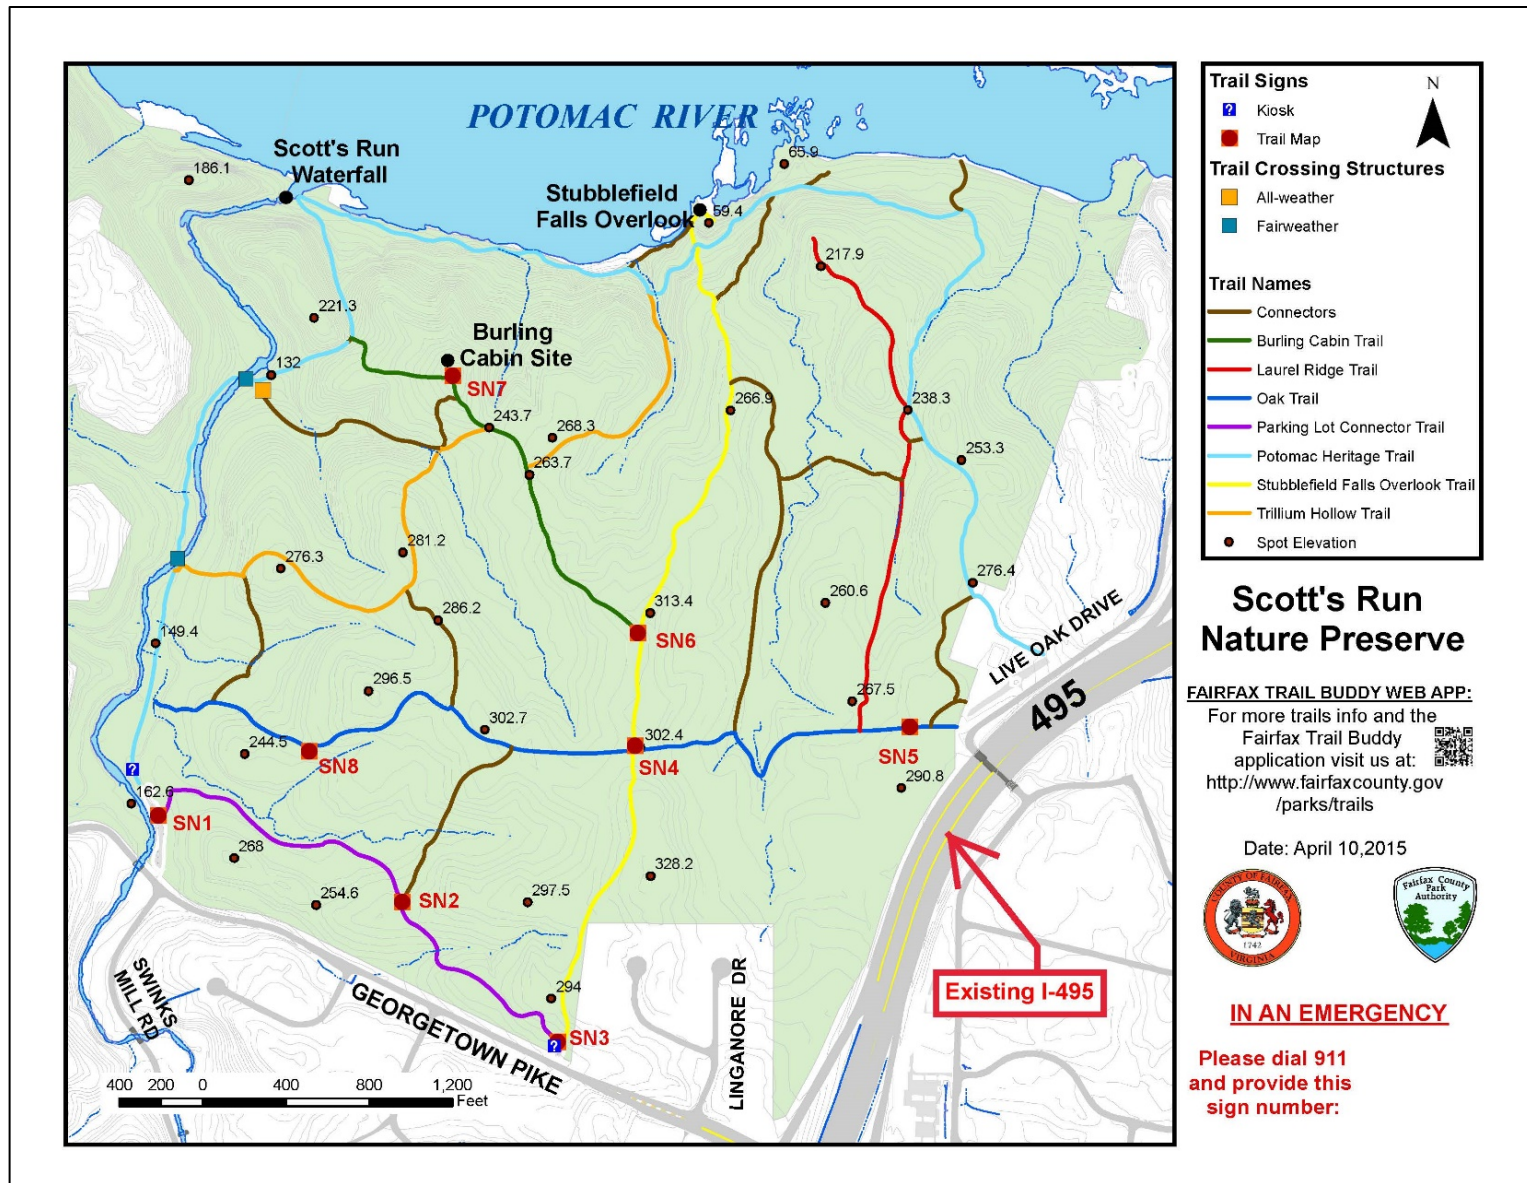 POTOMAC RIVER
Scott's Run
Waterfall
186.1
65.9
Stubblefield
Falls Overlook
59.4
217.9
221.3
Burling
Cabin Site
132
SN7
243.7
268.3
263.7
266.9
238.3
253.3
276.3
281.2
286.2
276.4
260.6
313.4
SN6
149.4
296.5
302.7
267.5
LIVE OAK DRIVE
495
244.5
SN8
302.4
SN4
SN5
290.8
162.6
SN1
268
254.6
SN2
297.5
328.2
294
SN3
SWINKS
MILL RD
GEORGETOWN PIKE
LINGANORE DR
Existing I-495
400 200 0 400 800 1,200
Feet
Trail Signs
N
? Kiosk
Trail Map
Trail Crossing Structures
All-weather
Fairweather
Trail Names
Connectors
Burling Cabin Trail
Laurel Ridge Trail
Oak Trail
Parking Lot Connector Trail
Potomac Heritage Trail
Stubblefield Falls Overlook Trail
Trillium Hollow Trail
Spot Elevation
Scott's Run
Nature Preserve
FAIRFAX TRAIL BUDDY WEB APP:
For more trails info and the
Fairfax Trail Buddy
application visit us at:
http://www.fairfaxcounty.gov
/parks/trails
Date: April 10,2015
COUNTY OF FAIRFAX
1742
VIRGINIA
Fairfax County
Park
Authority
IN AN EMERGENCY
Please dial 911
and provide this
sign number: